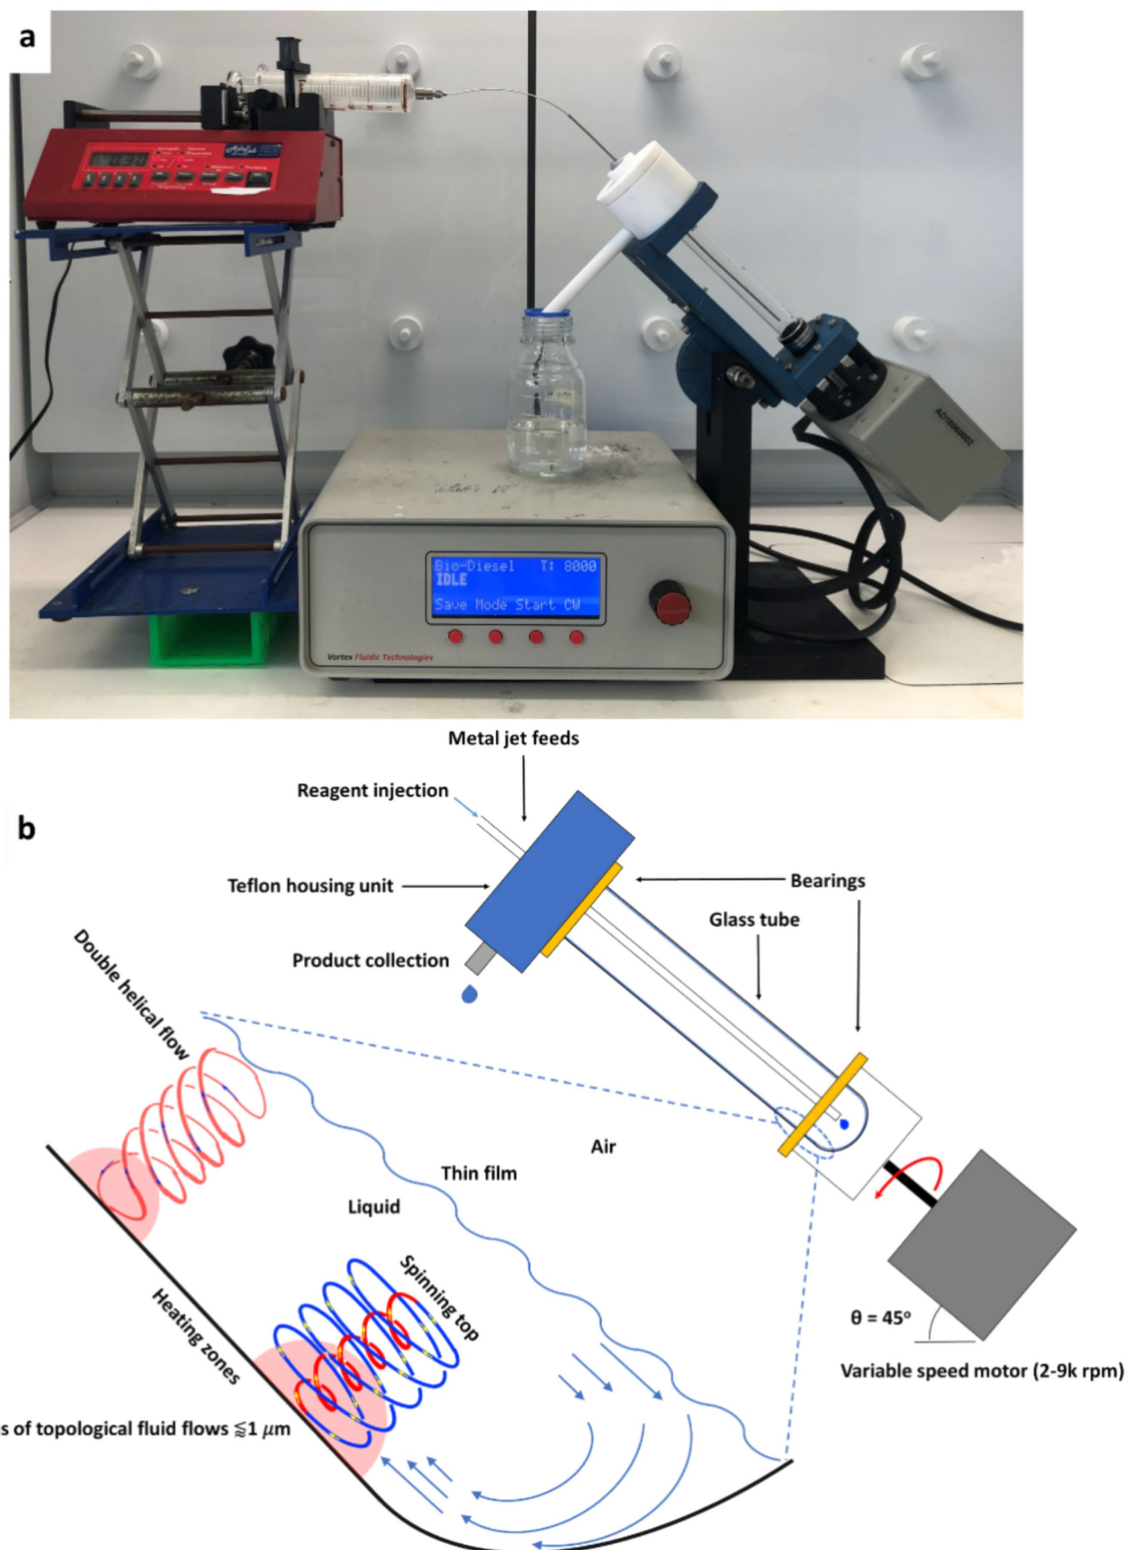 a
AD15060002
Bio-Diesel T: 8000
IDLE
Save Mode Start CW
Vortex Fluidic Technologies
Metal jet feeds
Reagent injection
b
Teflon housing unit
Bearings
Glass tube
Product collection
Double helical flow
Air
Thin film
Liquid
Spinning top
Heating zones
θ = 45°
Variable speed motor (2-9k rpm)
s of topological fluid flows ≲1 μm